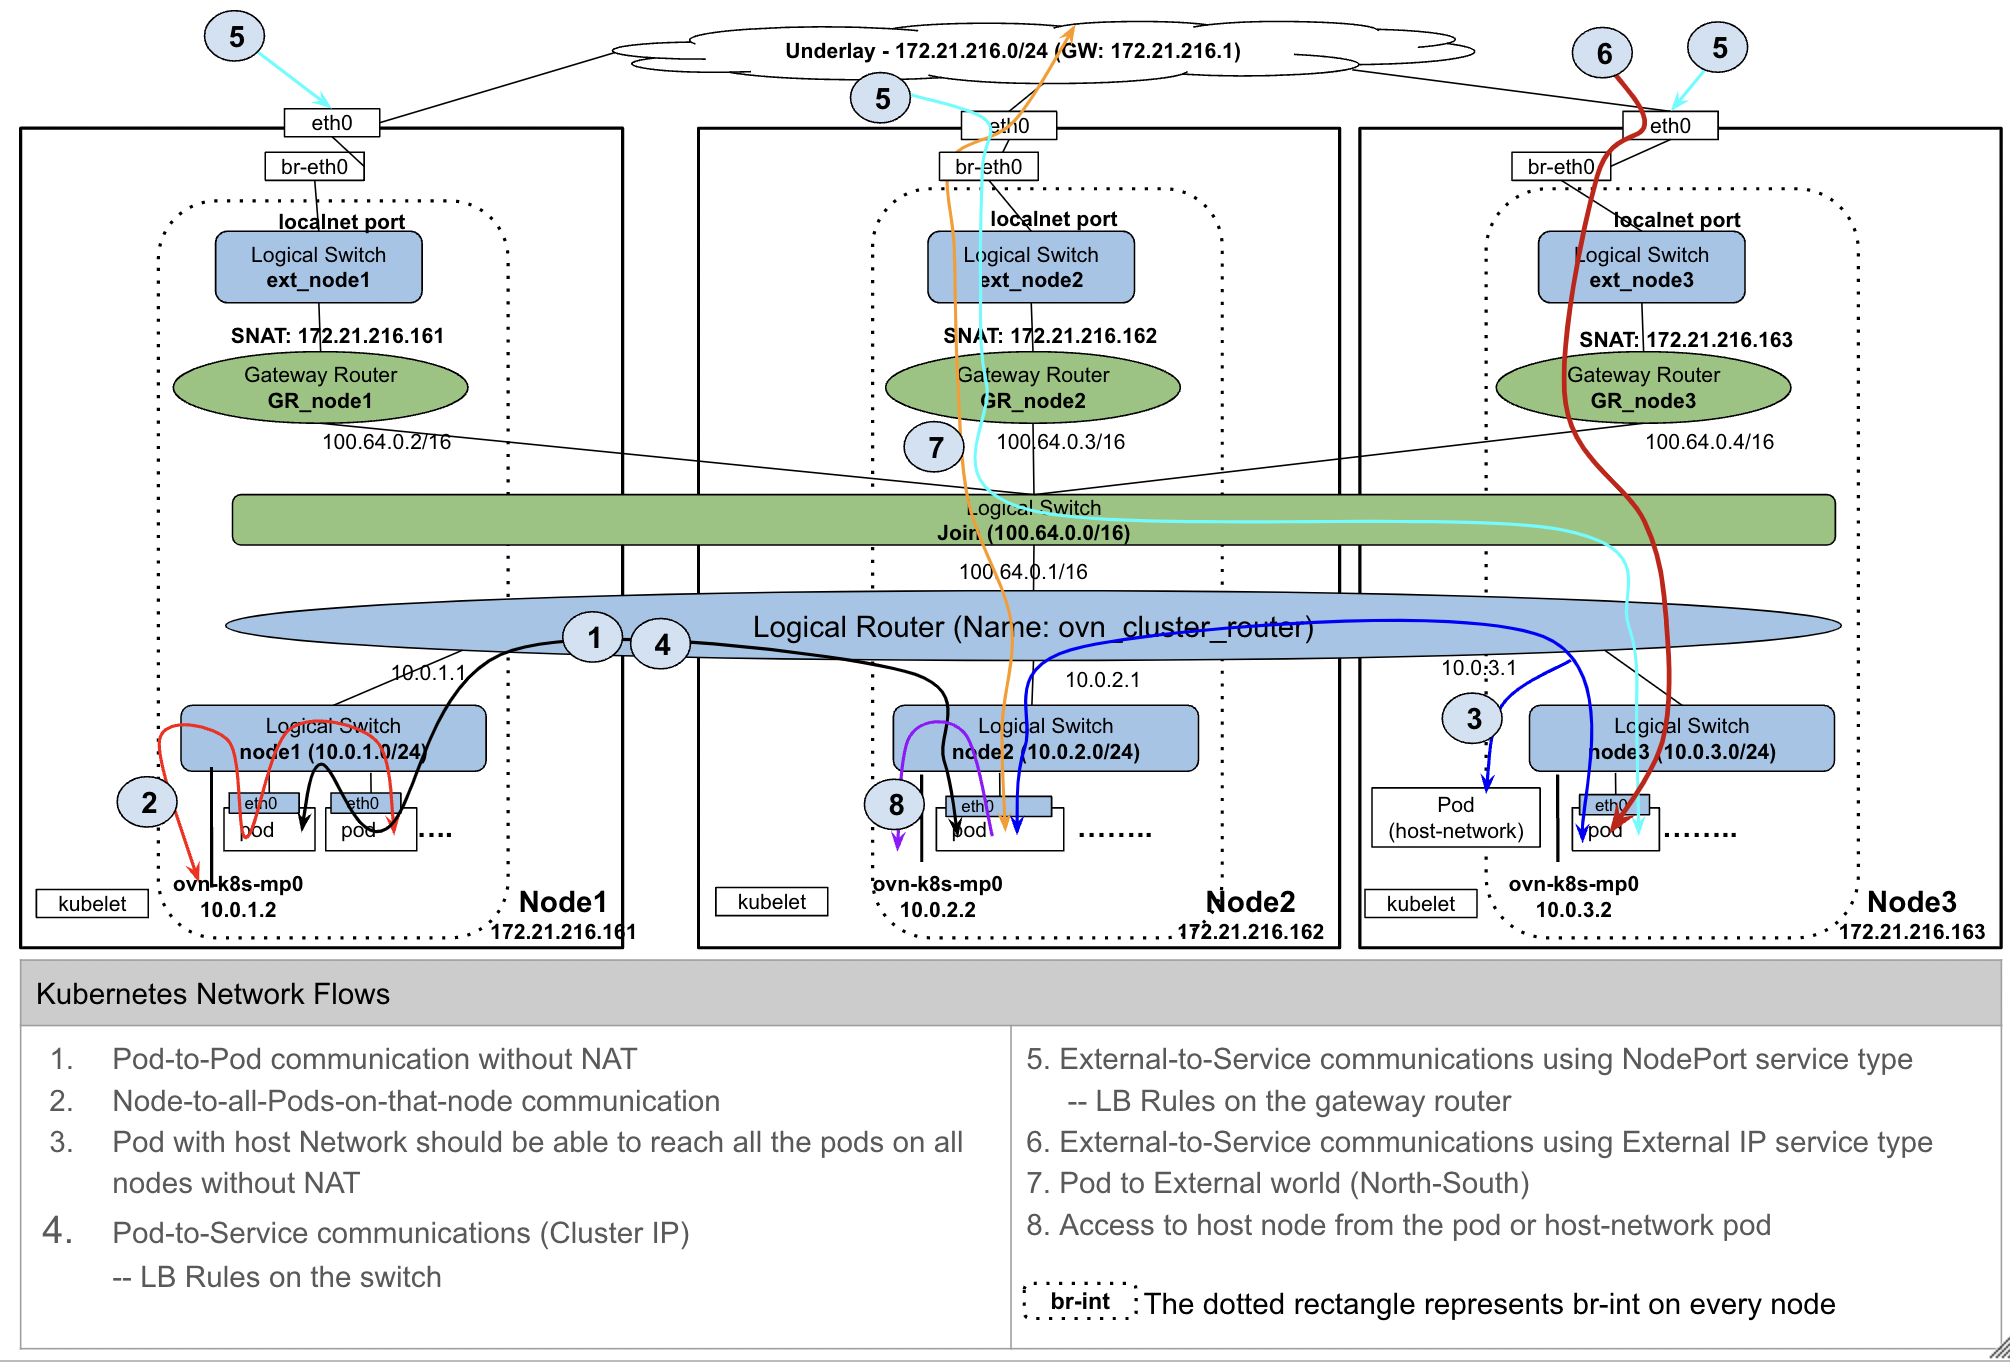 5
Underlay - 172.21.216.0/24 (GW: 172.21.216.1)
5
6
5
eth0
eth0
eth0
br-eth0
br-eth0
br-eth0
localnet port
localnet port
localnet port
Logical Switch
ext_node1
Logical Switch
ext_node2
Logical Switch
ext_node3
SNAT: 172.21.216.161
SNAT: 172.21.216.162
SNAT: 172.21.216.163
Gateway Router
GR_node1
Gateway Router
GR_node2
Gateway Router
GR_node3
100.64.0.2/16
7
100.64.0.3/16
100.64.0.4/16
Logical Switch
Join (100.64.0.0/16)
100.64.0.1/16
Logical Router (Name: ovn_cluster_router)
1
4
10.0.1.1
10.0.2.1
10.0.3.1
Logical Switch
node1 (10.0.1.0/24)
Logical Switch
node2 (10.0.2.0/24)
3
Logical Switch
node3 (10.0.3.0/24)
2
eth0
pod
eth0
pod
....
8
eth0
pod
........
Pod
(host-network)
eth0
pod
........
ovn-k8s-mp0
10.0.1.2
ovn-k8s-mp0
10.0.2.2
ovn-k8s-mp0
10.0.3.2
kubelet
Node1
172.21.216.161
kubelet
Node2
172.21.216.162
kubelet
Node3
172.21.216.163
Kubernetes Network Flows
1. Pod-to-Pod communication without NAT
2. Node-to-all-Pods-on-that-node communication
3. Pod with host Network should be able to reach all the pods on all
nodes without NAT
4. Pod-to-Service communications (Cluster IP)
-- LB Rules on the switch
5. External-to-Service communications using NodePort service type
-- LB Rules on the gateway router
6. External-to-Service communications using External IP service type
7. Pod to External world (North-South)
8. Access to host node from the pod or host-network pod
br-int
The dotted rectangle represents br-int on every node